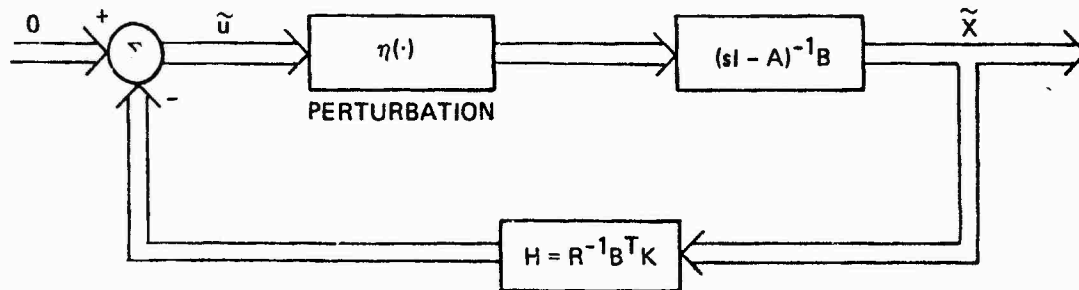 0
+
Σ
-
ũ
η(·)
PERTURBATION
(sI – A)⁻¹B
X̃
H = R⁻¹BᵀK